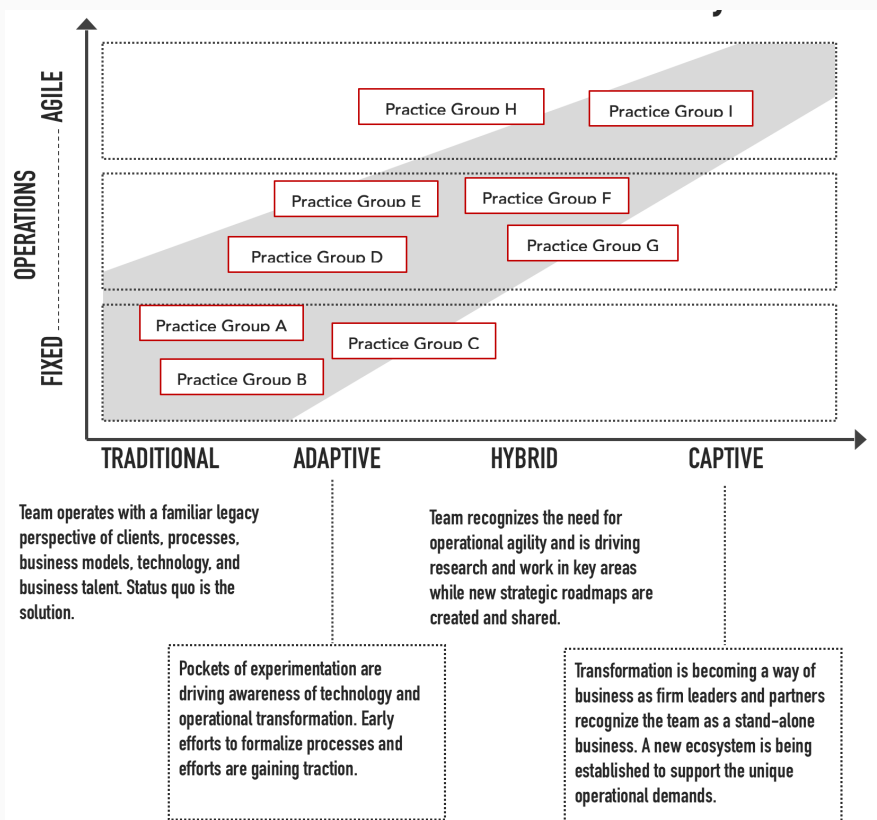 AGILE
OPERATIONS
FIXED
Practice Group H
Practice Group I
Practice Group E
Practice Group F
Practice Group G
Practice Group D
Practice Group A
Practice Group C
Practice Group B
TRADITIONAL
ADAPTIVE
HYBRID
CAPTIVE
Team operates with a familiar legacy
perspective of clients, processes,
business models, technology, and
business talent. Status quo is the
solution.
Team recognizes the need for
operational agility and is driving
research and work in key areas
while new strategic roadmaps are
created and shared.
Pockets of experimentation are
driving awareness of technology and
operational transformation. Early
efforts to formalize processes and
efforts are gaining traction.
Transformation is becoming a way of
business as firm leaders and partners
recognize the team as a stand-alone
business. A new ecosystem is being
established to support the unique
operational demands.